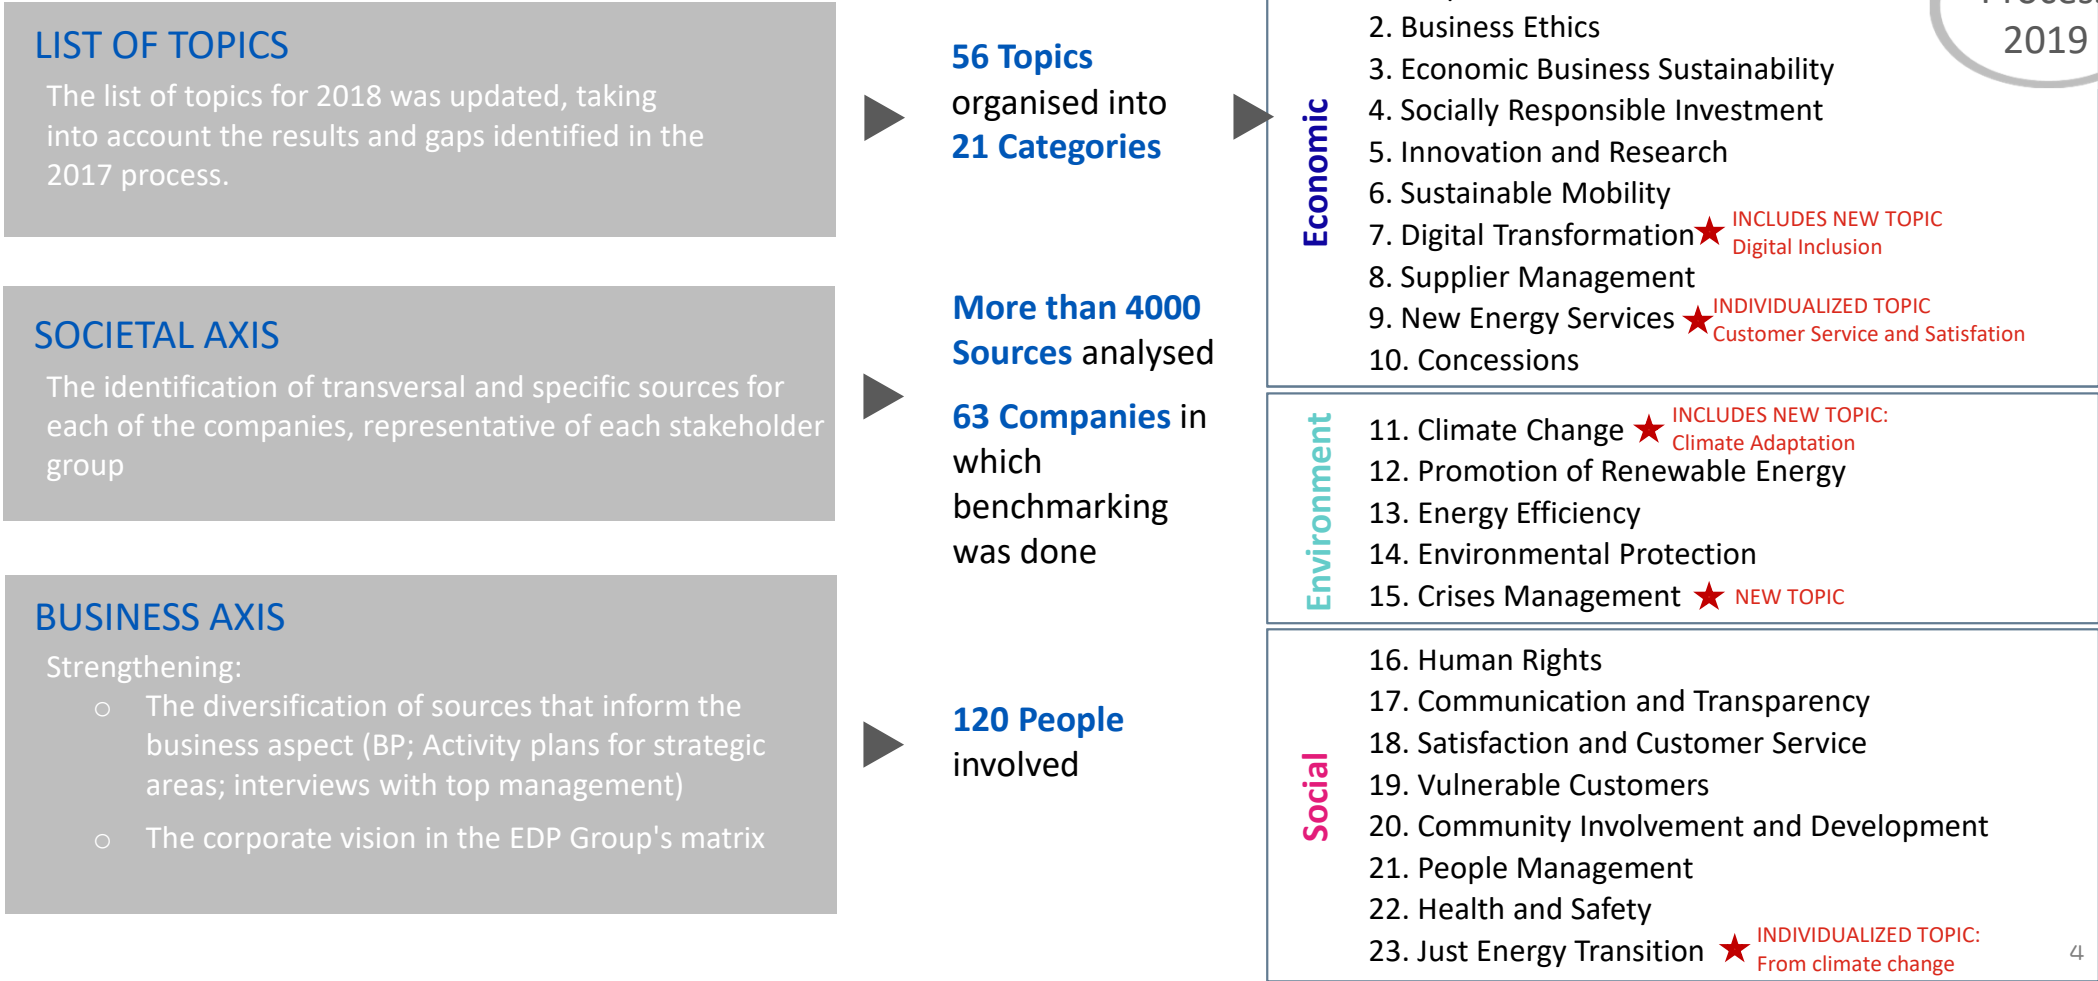 LIST OF TOPICS
The list of topics for 2018 was updated, taking
into account the results and gaps identified in the
2017 process.
SOCIETAL AXIS
The identification of transversal and specific sources for
each of the companies, representative of each stakeholder
group
BUSINESS AXIS
Strengthening:
o The diversification of sources that inform the
business aspect (BP; Activity plans for strategic
areas; interviews with top management)
o The corporate vision in the EDP Group's matrix
56 Topics
organised into
21 Categories
More than 4000
Sources analysed
63 Companies in
which
benchmarking
was done
120 People
involved
2019
Economic
2. Business Ethics
3. Economic Business Sustainability
4. Socially Responsible Investment
5. Innovation and Research
6. Sustainable Mobility
7. Digital Transformation ★ INCLUDES NEW TOPIC
Digital Inclusion
8. Supplier Management
9. New Energy Services ★ INDIVIDUALIZED TOPIC
Customer Service and Satisfation
10. Concessions
Environment
11. Climate Change ★ INCLUDES NEW TOPIC:
Climate Adaptation
12. Promotion of Renewable Energy
13. Energy Efficiency
14. Environmental Protection
15. Crises Management ★ NEW TOPIC
Social
16. Human Rights
17. Communication and Transparency
18. Satisfaction and Customer Service
19. Vulnerable Customers
20. Community Involvement and Development
21. People Management
22. Health and Safety
23. Just Energy Transition ★ INDIVIDUALIZED TOPIC:
From climate change
4